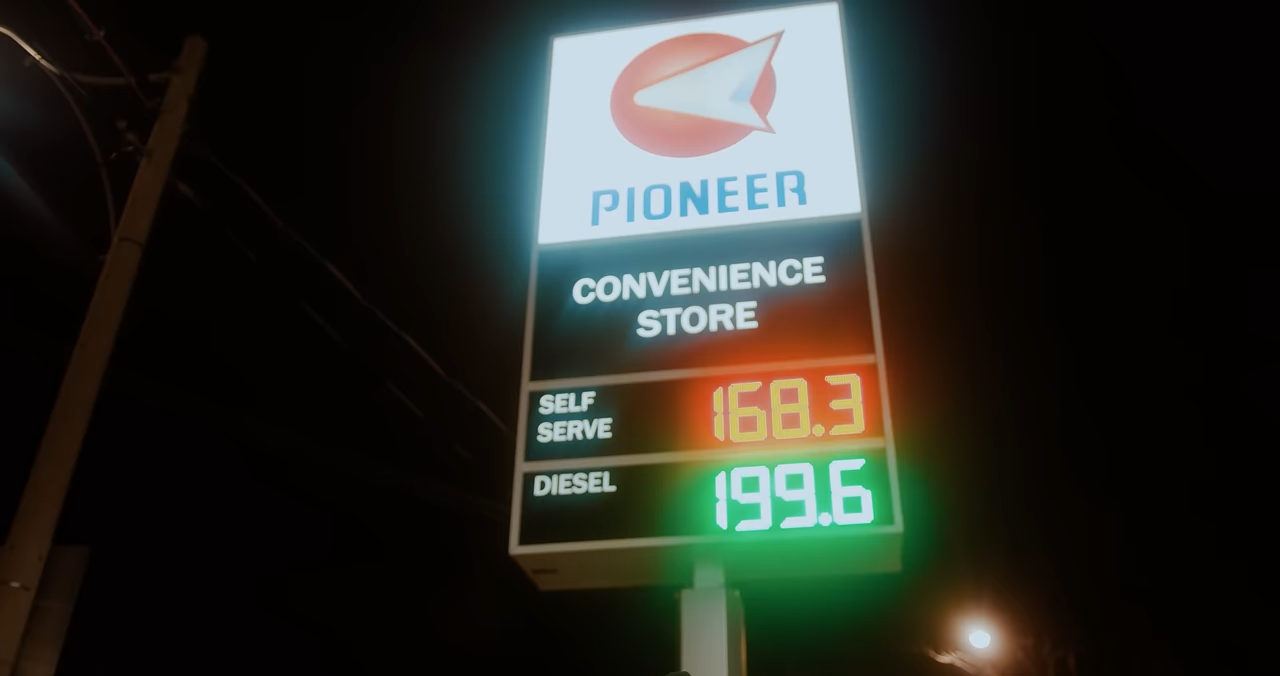 PIONEER
CONVENIENCE
STORE
SELF
SERVE
168.3
DIESEL
199.6